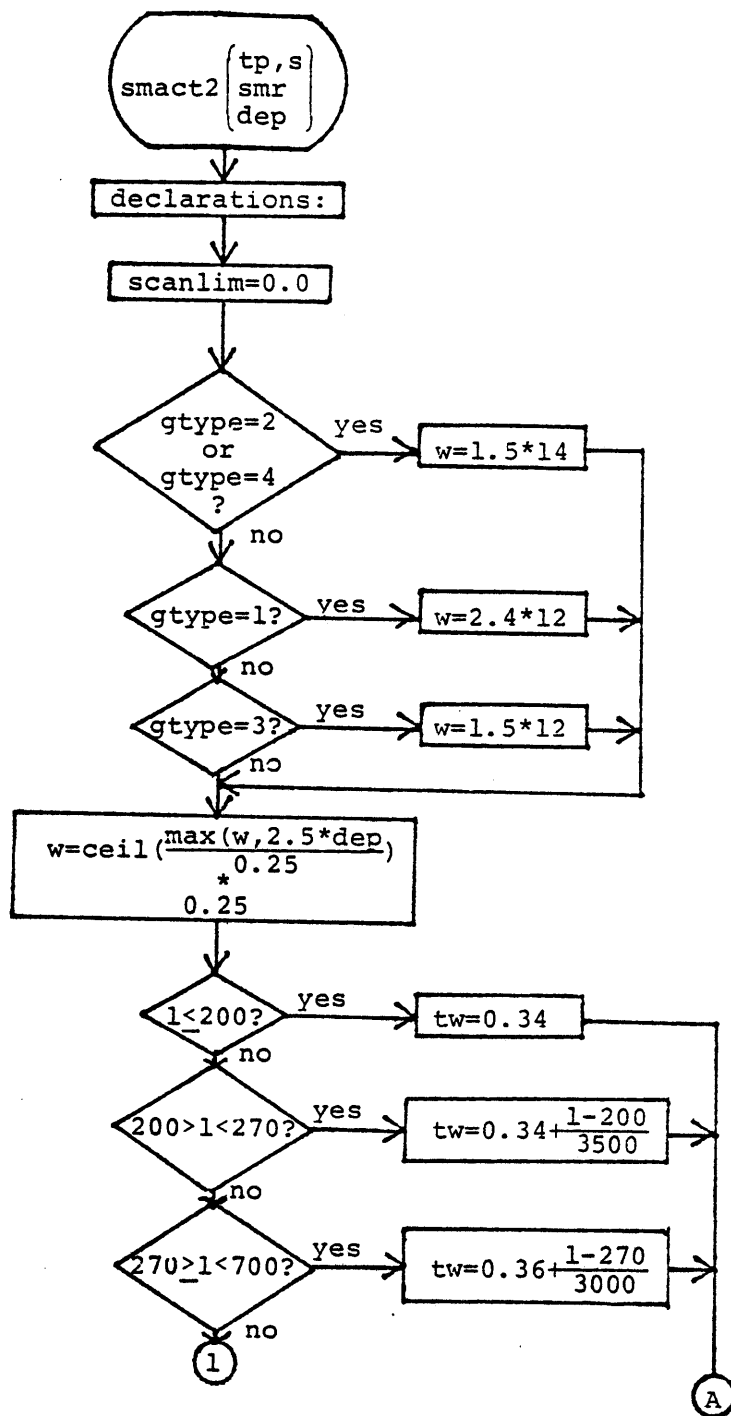 smact2 (tp,s
smr
dep)
declarations:
scanlim=0.0
gtype=2
or
gtype=4
?
yes
w=1.5*14
no
gtype=1?
yes
w=2.4*12
no
gtype=3?
yes
w=1.5*12
no
w=ceil(max(w,2.5*dep)
0.25
*
0.25
l≤200?
yes
tw=0.34
no
200>l<270?
yes
tw=0.34+l-200
3500
no
270≥l<700?
yes
tw=0.36+l-270
3000
no
1
A